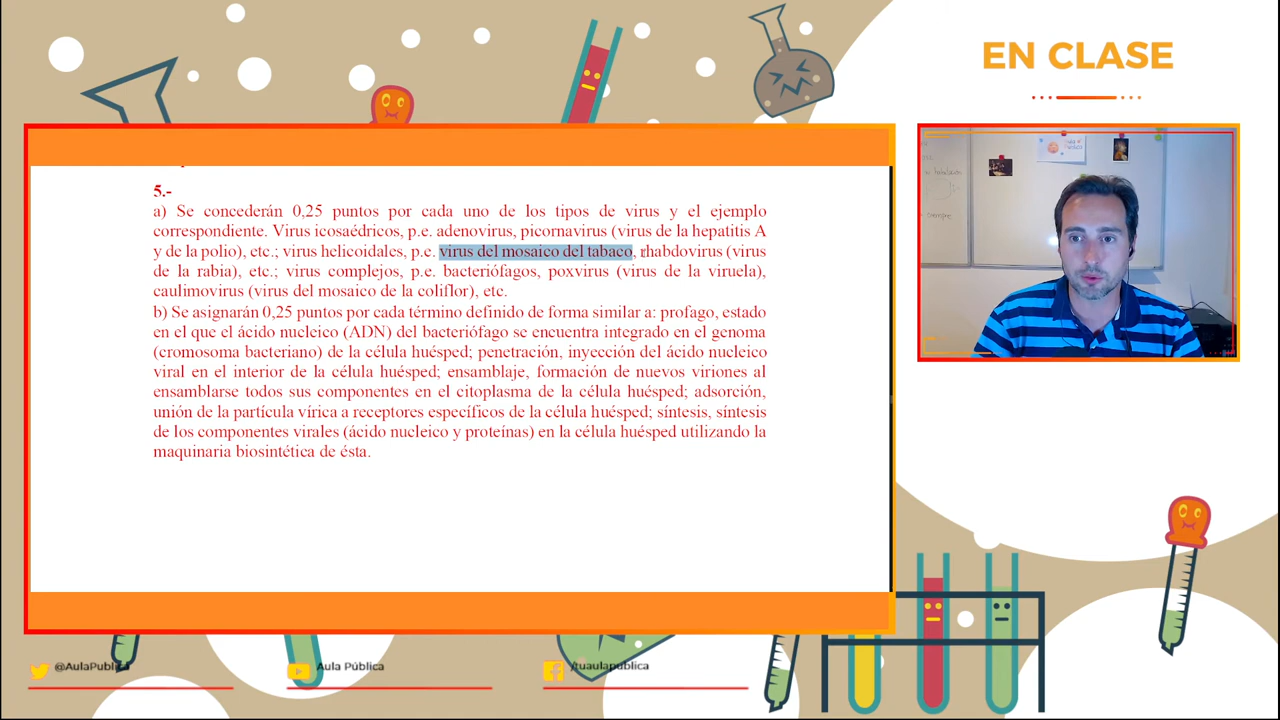 EN CLASE
5.-
a) Se concederán 0,25 puntos por cada uno de los tipos de virus y el ejemplo
correspondiente. Virus icosaédricos, p.e. adenovirus, picornavirus (virus de la hepatitis A
y de la polio), etc.; virus helicoidales, p.e. virus del mosaico del tabaco, rhabdovirus (virus
de la rabia), etc.; virus complejos, p.e. bacteriófagos, poxvirus (virus de la viruela),
caulimovirus (virus del mosaico de la coliflor), etc.
b) Se asignarán 0,25 puntos por cada término definido de forma similar a: profago, estado
en el que el ácido nucleico (ADN) del bacteriófago se encuentra integrado en el genoma
(cromosoma bacteriano) de la célula huésped; penetración, inyección del ácido nucleico
viral en el interior de la célula huésped; ensamblaje, formación de nuevos viriones al
ensamblarse todos sus componentes en el citoplasma de la célula huésped; adsorción,
unión de la partícula vírica a receptores específicos de la célula huésped; síntesis, síntesis
de los componentes virales (ácido nucleico y proteínas) en la célula huésped utilizando la
maquinaria biosintética de ésta.
@AulaPublica
Aula Pública
/tuaulapublica